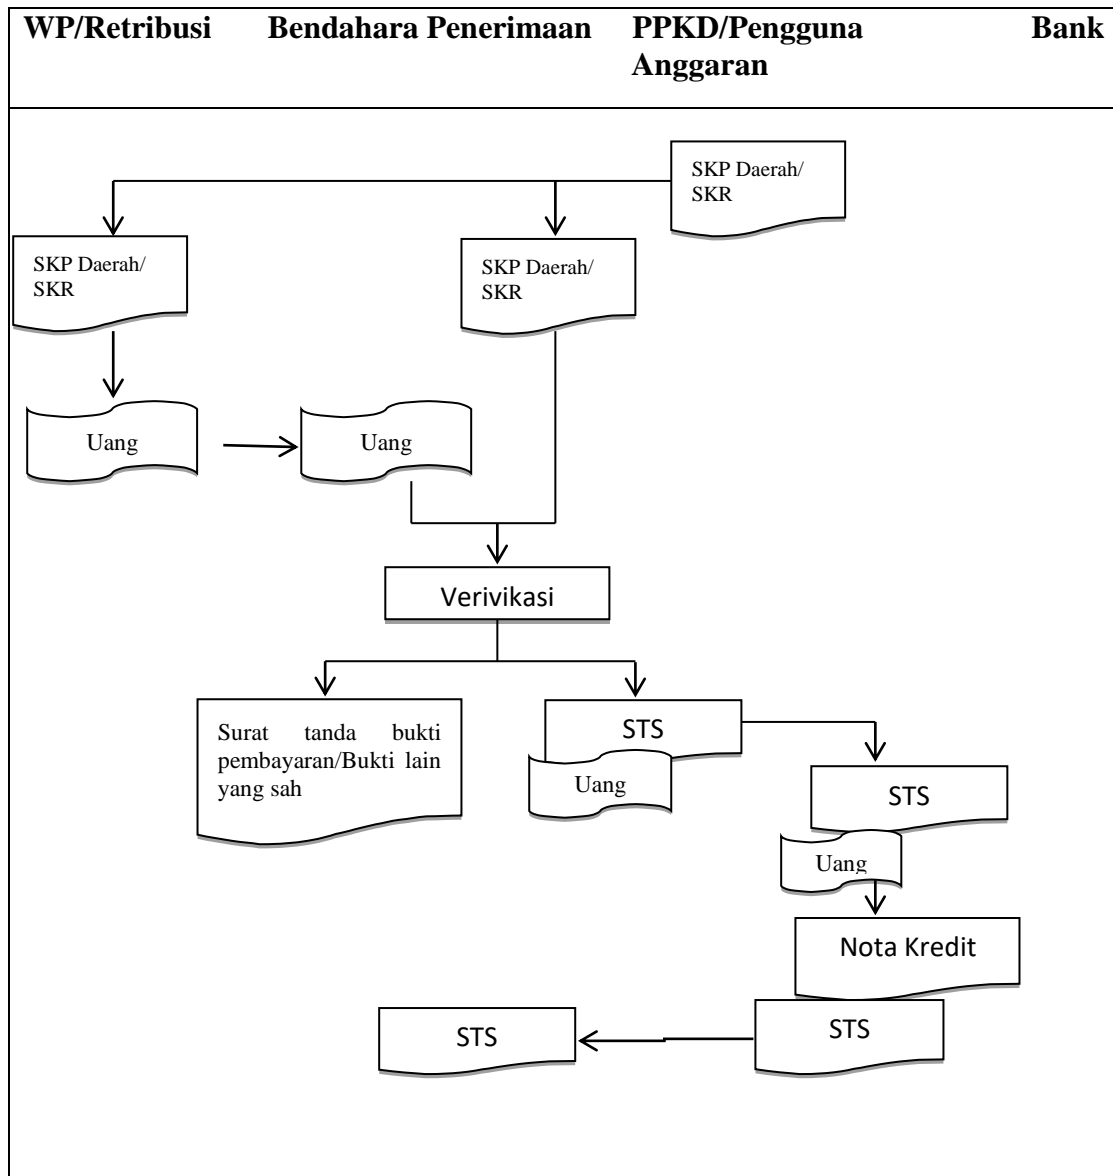 WP/Retribusi Bendahara Penerimaan PPKD/Pengguna Bank
Anggaran
SKP Daerah/
SKR
SKP Daerah/
SKR
SKP Daerah/
SKR
Uang
Uang
Verivikasi
Surat tanda bukti
pembayaran/Bukti lain
yang sah
STS
Uang
STS
Uang
Nota Kredit
STS
STS